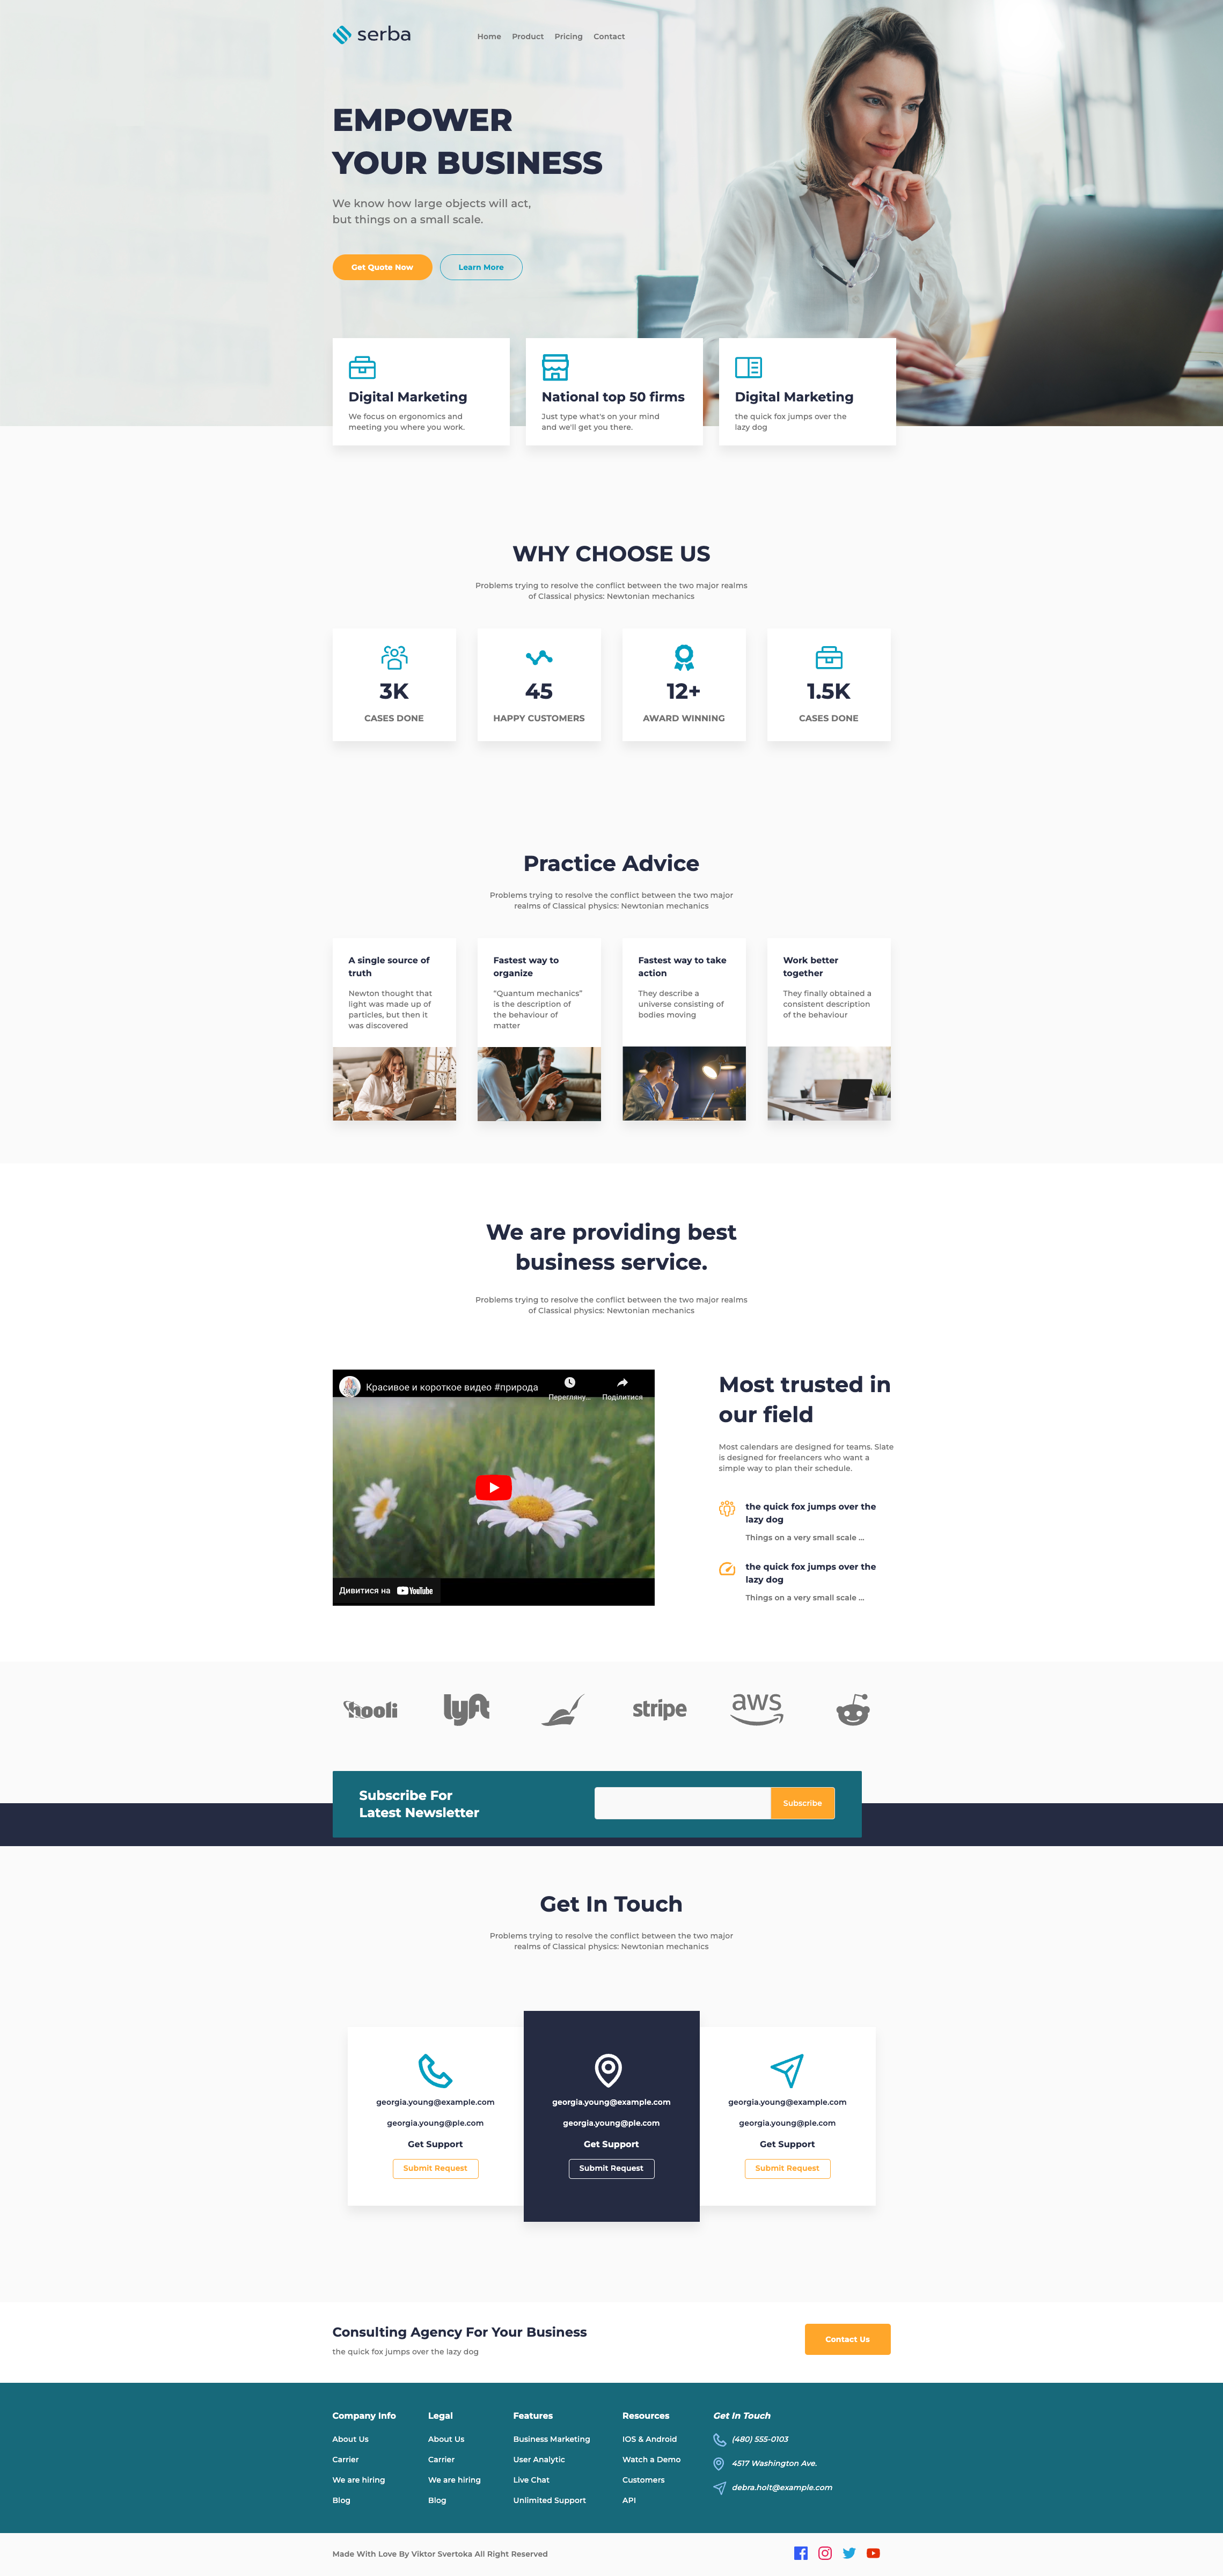 serba
Home Product Pricing Contact
EMPOWER
YOUR BUSINESS
We know how large objects will act,
but things on a small scale.
Get Quote Now Learn More
Digital Marketing
We focus on ergonomics and
meeting you where you work.
National top 50 firms
Just type what's on your mind
and we'll get you there.
Digital Marketing
the quick fox jumps over the
lazy dog
WHY CHOOSE US
Problems trying to resolve the conflict between the two major realms
of Classical physics: Newtonian mechanics
3K
CASES DONE
45
HAPPY CUSTOMERS
12+
AWARD WINNING
1.5K
CASES DONE
Practice Advice
Problems trying to resolve the conflict between the two major
realms of Classical physics: Newtonian mechanics
A single source of
truth
Newton thought that
light was made up of
particles, but then it
was discovered
Fastest way to
organize
“Quantum mechanics”
is the description of
the behaviour of
matter
Fastest way to take
action
They describe a
universe consisting of
bodies moving
Work better
together
They finally obtained a
consistent description
of the behaviour
We are providing best
business service.
Problems trying to resolve the conflict between the two major realms
of Classical physics: Newtonian mechanics
Красивое и короткое видео #природа
Перегляну...
Поділитися
Дивитися на YouTube
Most trusted in
our field
Most calendars are designed for teams. Slate
is designed for freelancers who want a
simple way to plan their schedule.
the quick fox jumps over the
lazy dog
Things on a very small scale ...
the quick fox jumps over the
lazy dog
Things on a very small scale ...
hooli lyft stripe aws
Subscribe For
Latest Newsletter
Subscribe
Get In Touch
Problems trying to resolve the conflict between the two major
realms of Classical physics: Newtonian mechanics
georgia.young@example.com
georgia.young@ple.com
Get Support
Submit Request
georgia.young@example.com
georgia.young@ple.com
Get Support
Submit Request
georgia.young@example.com
georgia.young@ple.com
Get Support
Submit Request
Consulting Agency For Your Business
the quick fox jumps over the lazy dog
Contact Us
Company Info
About Us
Carrier
We are hiring
Blog
Legal
About Us
Carrier
We are hiring
Blog
Features
Business Marketing
User Analytic
Live Chat
Unlimited Support
Resources
IOS & Android
Watch a Demo
Customers
API
Get In Touch
(480) 555-0103
4517 Washington Ave.
debra.holt@example.com
Made With Love By Viktor Svertoka All Right Reserved